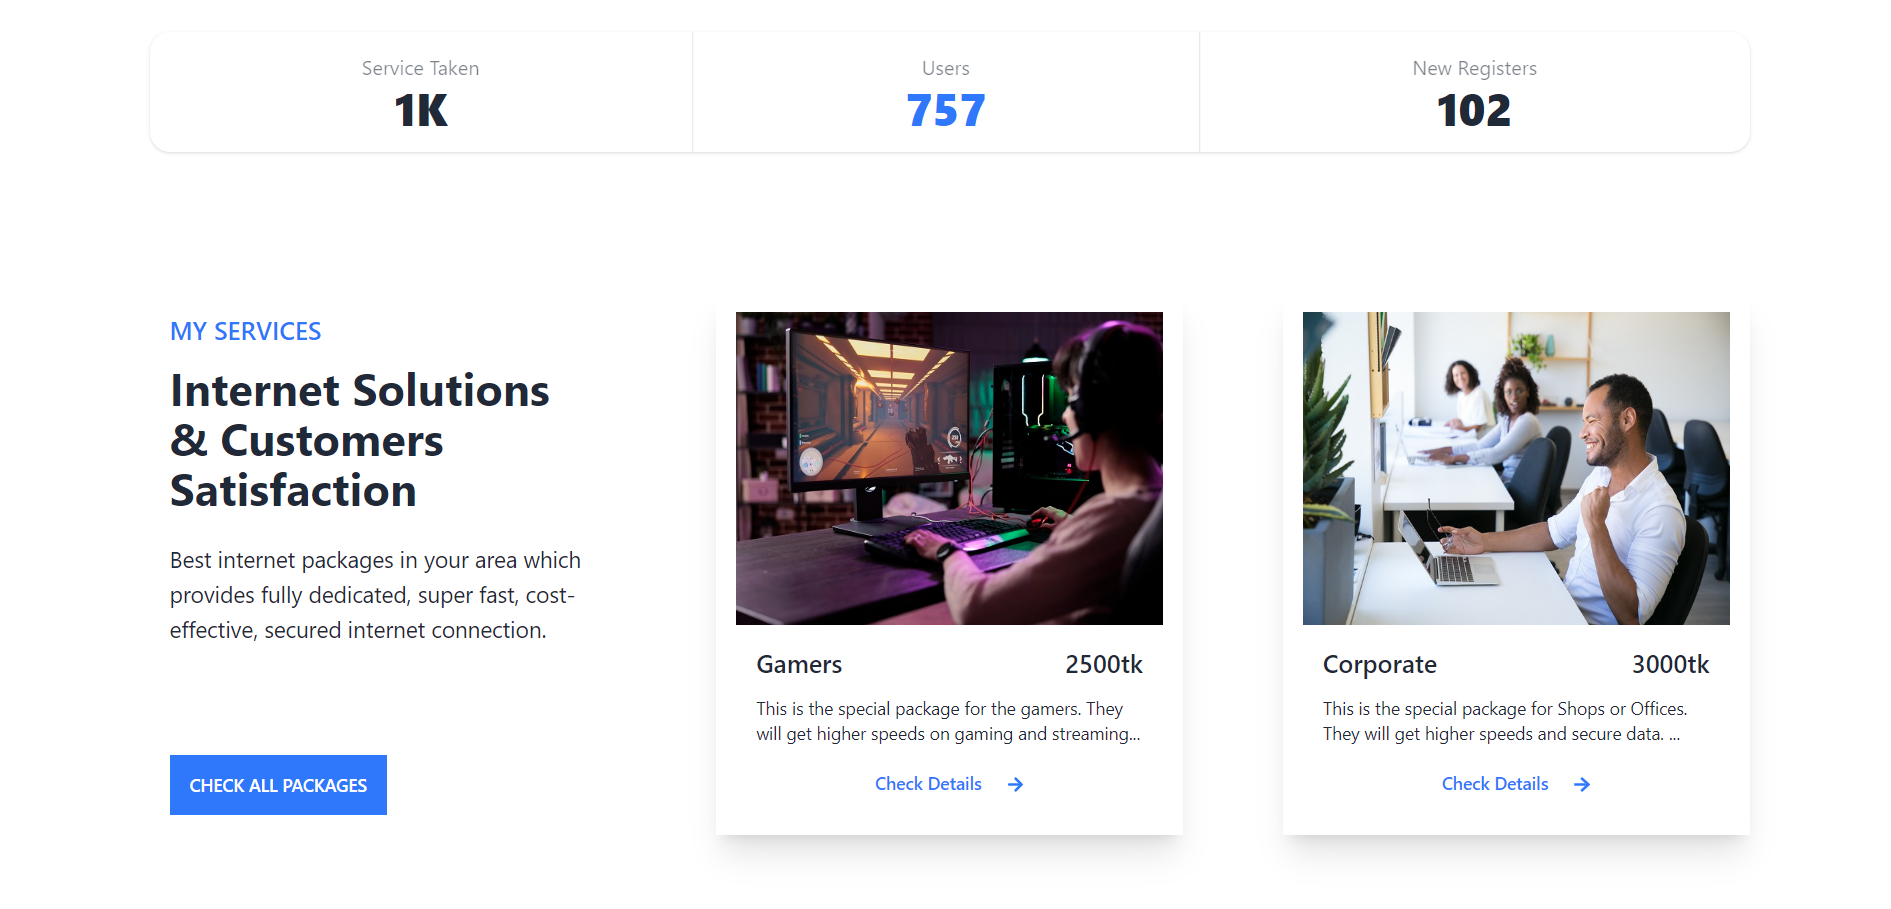 Service Taken
1K
Users
757
New Registers
102
MY SERVICES
Internet Solutions
& Customers
Satisfaction
Best internet packages in your area which
provides fully dedicated, super fast, cost-
effective, secured internet connection.
CHECK ALL PACKAGES
Gamers 2500tk
This is the special package for the gamers. They
will get higher speeds on gaming and streaming...
Check Details
Corporate 3000tk
This is the special package for Shops or Offices.
They will get higher speeds and secure data. ...
Check Details